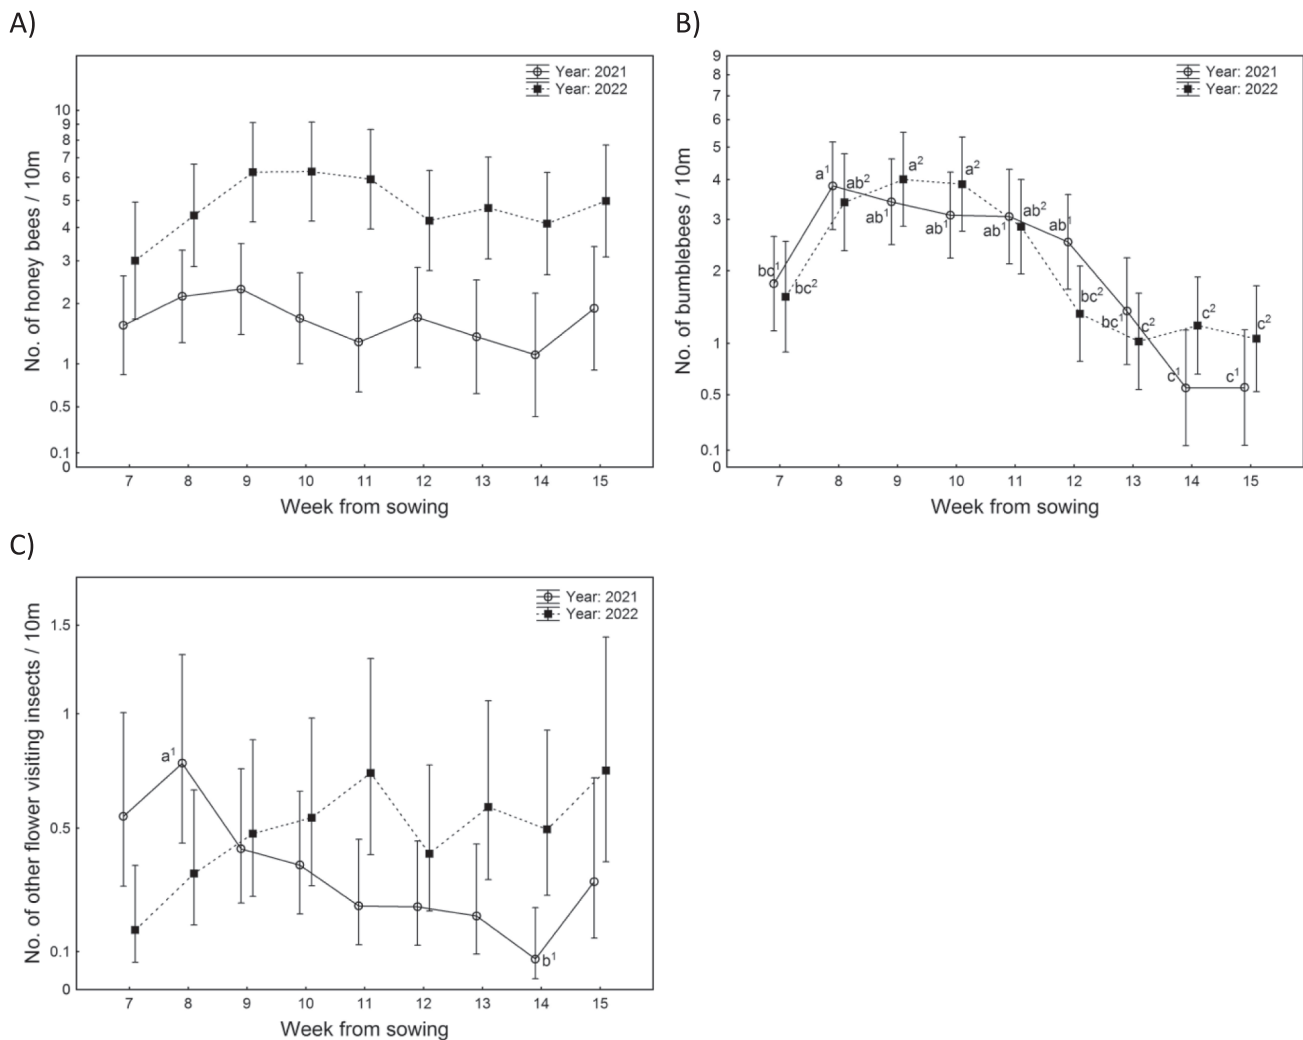 A)
Year: 2021
Year: 2022
No. of honey bees / 10m
10
9
8
7
6
5
4
3
2
1
0.5
0.1
0
7 8 9 10 11 12 13 14 15
Week from sowing
B)
Year: 2021
Year: 2022
No. of bumblebees / 10m
9
8
7
6
5
4
3
2
1
0.5
0.1
0
a¹ ab² a² a²
ab¹ ab¹ ab¹ ab² ab¹
bc¹ bc² bc² bc¹ c² c² c²
c¹ c¹
7 8 9 10 11 12 13 14 15
Week from sowing
C)
Year: 2021
Year: 2022
No. of other flower visiting insects / 10m
1.5
1
0.5
0.1
0
a¹
b¹
7 8 9 10 11 12 13 14 15
Week from sowing